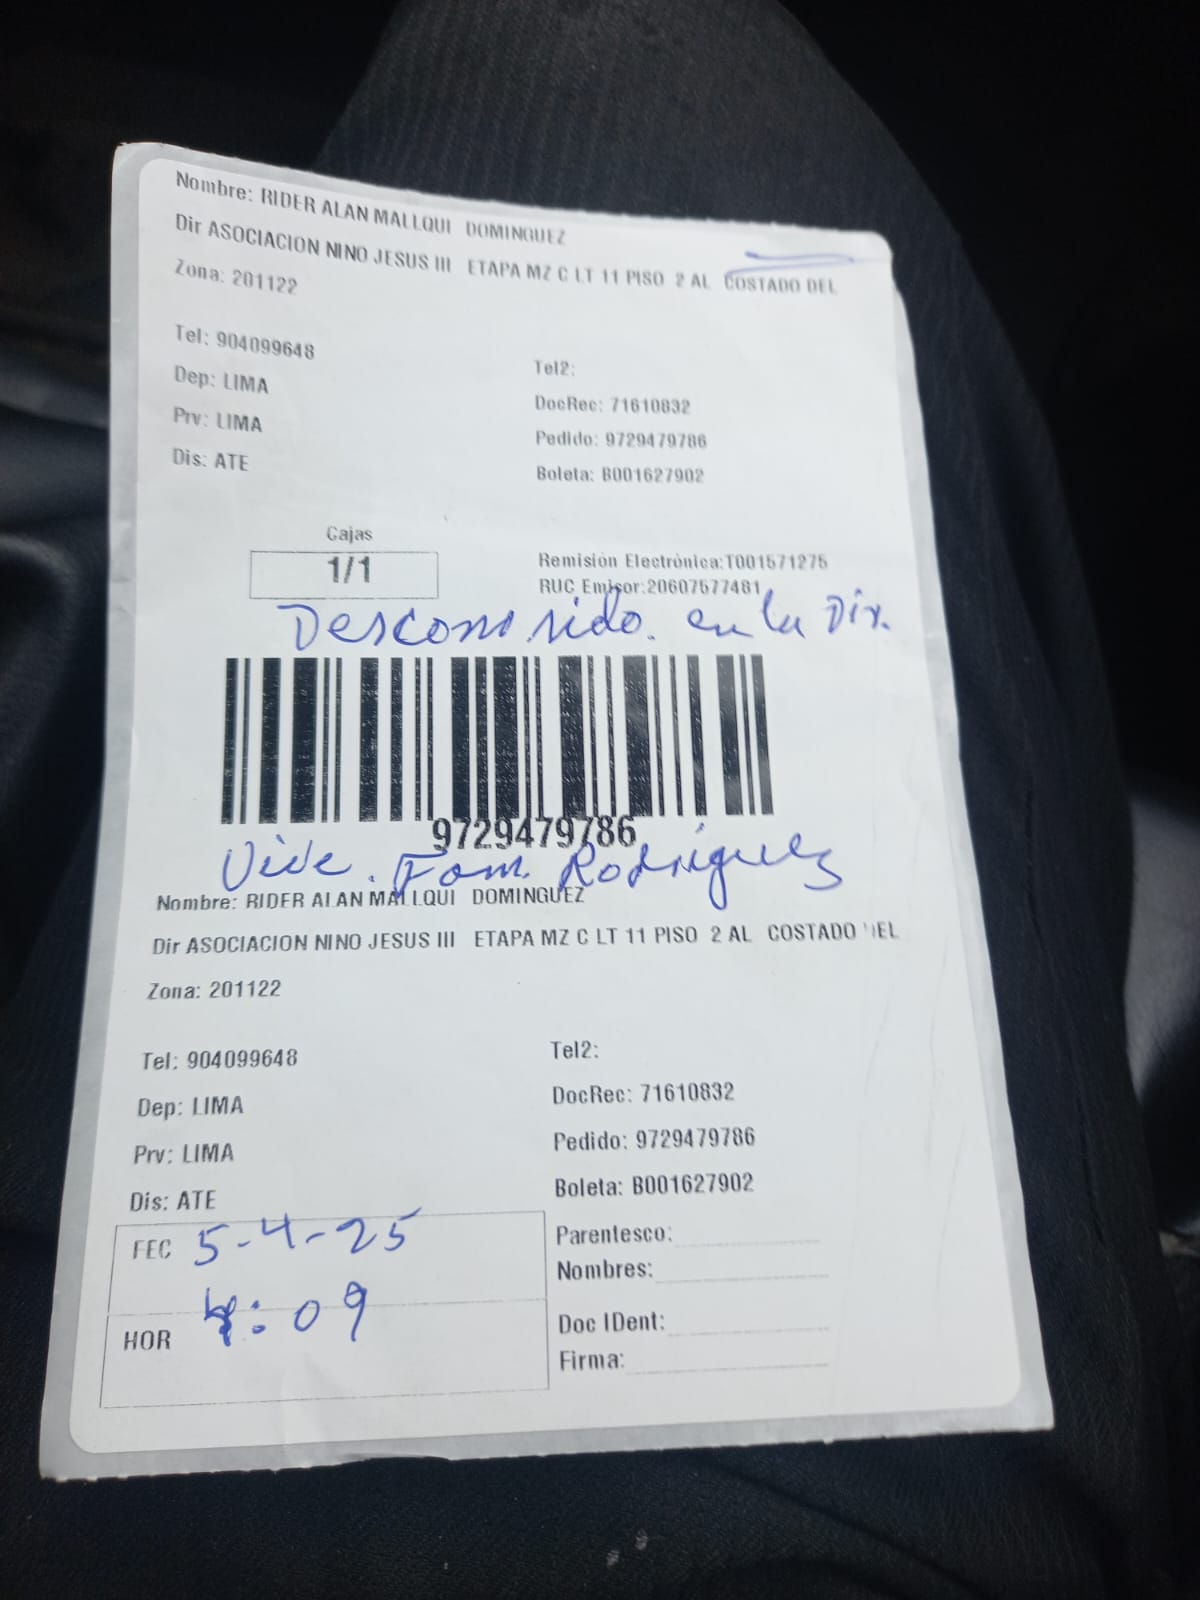 Nombre: RIDER ALAN MALLQUI DOMINGUEZ
Dir ASOCIACION NINO JESUS III ETAPA MZ C LT 11 PISO 2 AL COSTADO DEL
Zona: 201122
Tel: 904099648
Tel2:
Dep: LIMA
DocRec: 71610832
Prv: LIMA
Pedido: 9729479786
Dis: ATE
Boleta: B001627902
Cajas
1/1
Remisión Electrónica:T001571275
RUC Emisor:20607577481
Desconosido. en la Dir.
9729479786
Vive. Fam. Rodriguez
Nombre: RIDER ALAN MALLQUI DOMINGUEZ
Dir ASOCIACION NINO JESUS III ETAPA MZ C LT 11 PISO 2 AL COSTADO DEL
Zona: 201122
Tel: 904099648
Tel2:
Dep: LIMA
DocRec: 71610832
Prv: LIMA
Pedido: 9729479786
Dis: ATE
Boleta: B001627902
FEC 5-4-25
Parentesco:
Nombres:
HOR 4:09
Doc IDent:
Firma: